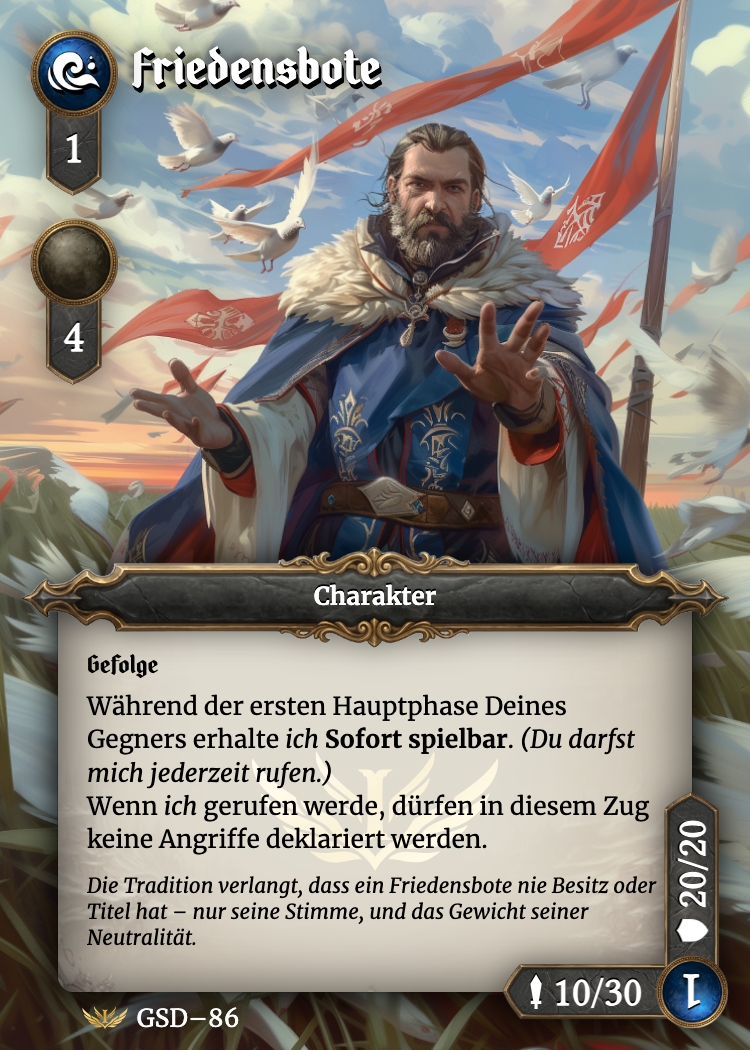 Friedensbote
1
4
Charakter
Gefolge
Während der ersten Hauptphase Deines
Gegners erhalte ich Sofort spielbar. (Du darfst
mich jederzeit rufen.)
Wenn ich gerufen werde, dürfen in diesem Zug
keine Angriffe deklariert werden.
Die Tradition verlangt, dass ein Friedensbote nie Besitz oder
Titel hat – nur seine Stimme, und das Gewicht seiner
Neutralität.
20/20
10/30
1
GSD–86